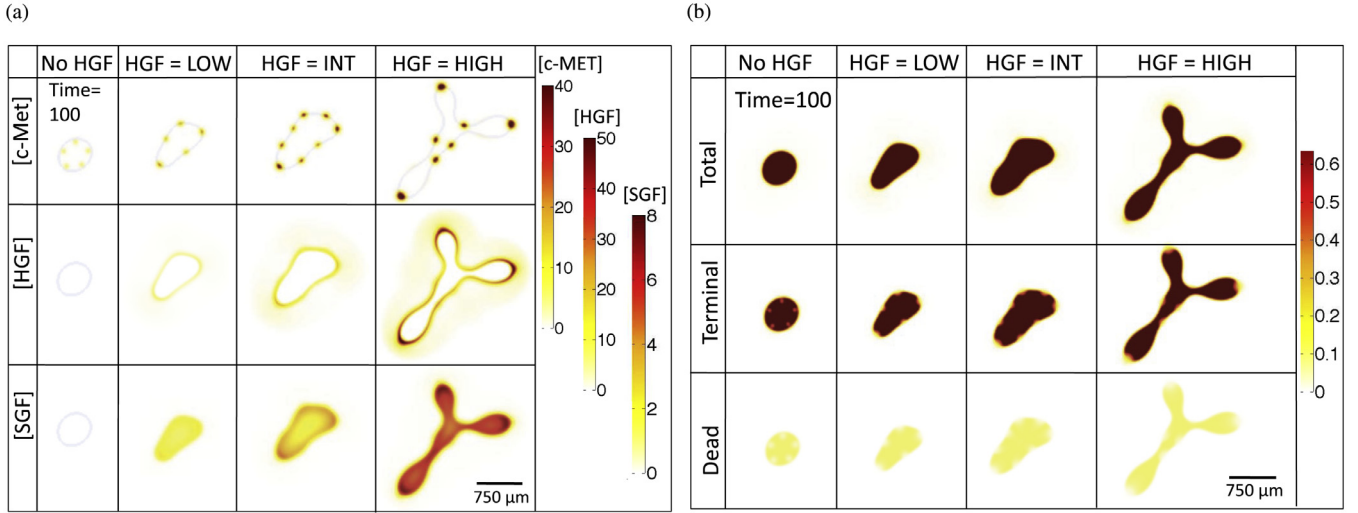 (a)
(b)
No HGF HGF = LOW HGF = INT HGF = HIGH [c-MET]
40
30
20
10
0
[HGF]
50
40
30
20
10
0
[SGF]
8
6
4
2
0
[c-Met]
Time=
100
[HGF]
[SGF]
750 µm
No HGF HGF = LOW HGF = INT HGF = HIGH
Total
Time=100
Terminal
Dead
750 µm
0.6
0.5
0.4
0.3
0.2
0.1
0